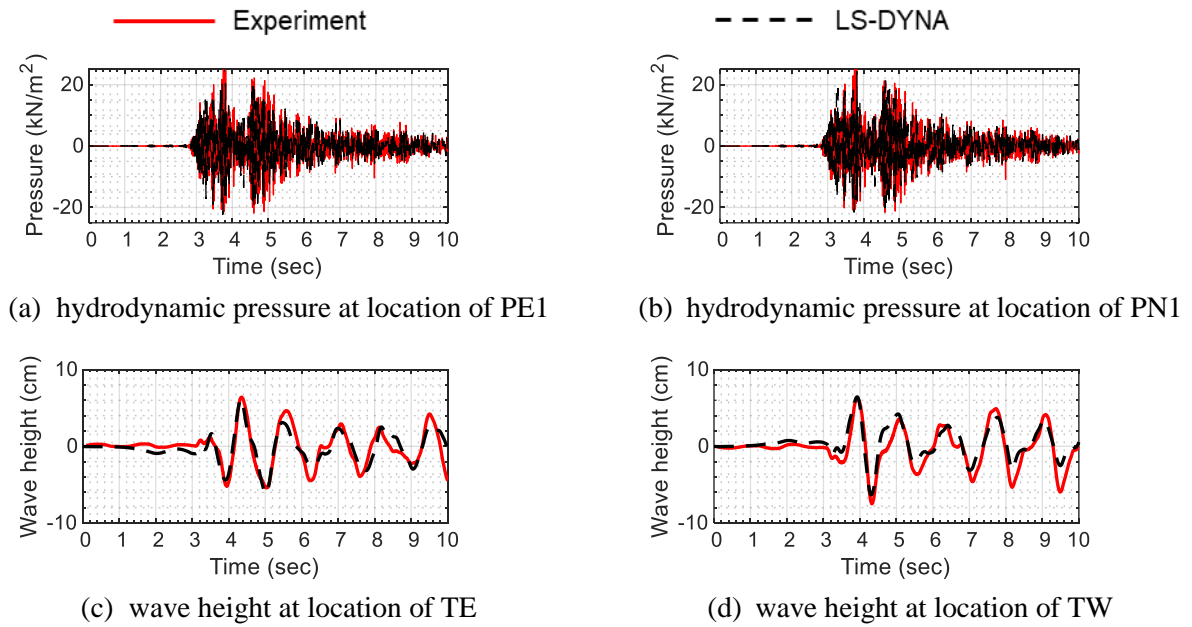 Experiment
LS-DYNA
Pressure (kN/m²)
20
0
-20
0 1 2 3 4 5 6 7 8 9 10
Time (sec)
(a) hydrodynamic pressure at location of PE1
Pressure (kN/m²)
20
0
-20
0 1 2 3 4 5 6 7 8 9 10
Time (sec)
(b) hydrodynamic pressure at location of PN1
Wave height (cm)
10
0
-10
0 1 2 3 4 5 6 7 8 9 10
Time (sec)
(c) wave height at location of TE
Wave height (cm)
10
0
-10
0 1 2 3 4 5 6 7 8 9 10
Time (sec)
(d) wave height at location of TW